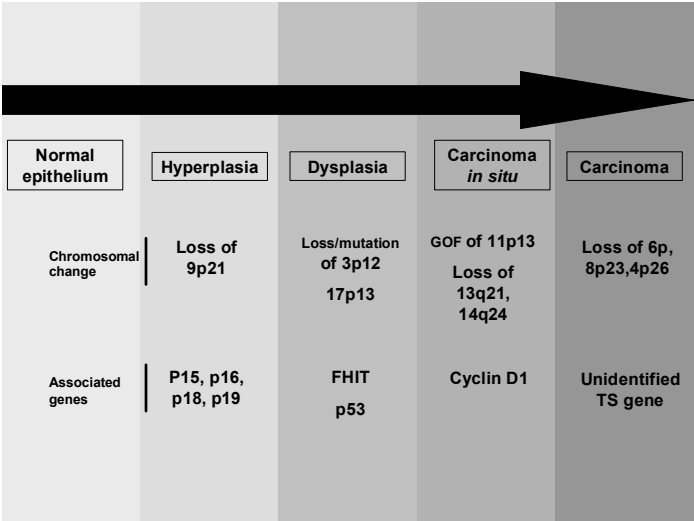 Normal
epithelium
Hyperplasia
Dysplasia
Carcinoma
in situ
Carcinoma
Chromosomal
change
Loss of
9p21
Loss/mutation
of 3p12
17p13
GOF of 11p13
Loss of
13q21,
14q24
Loss of 6p,
8p23,4p26
Associated
genes
P15, p16,
p18, p19
FHIT
p53
Cyclin D1
Unidentified
TS gene